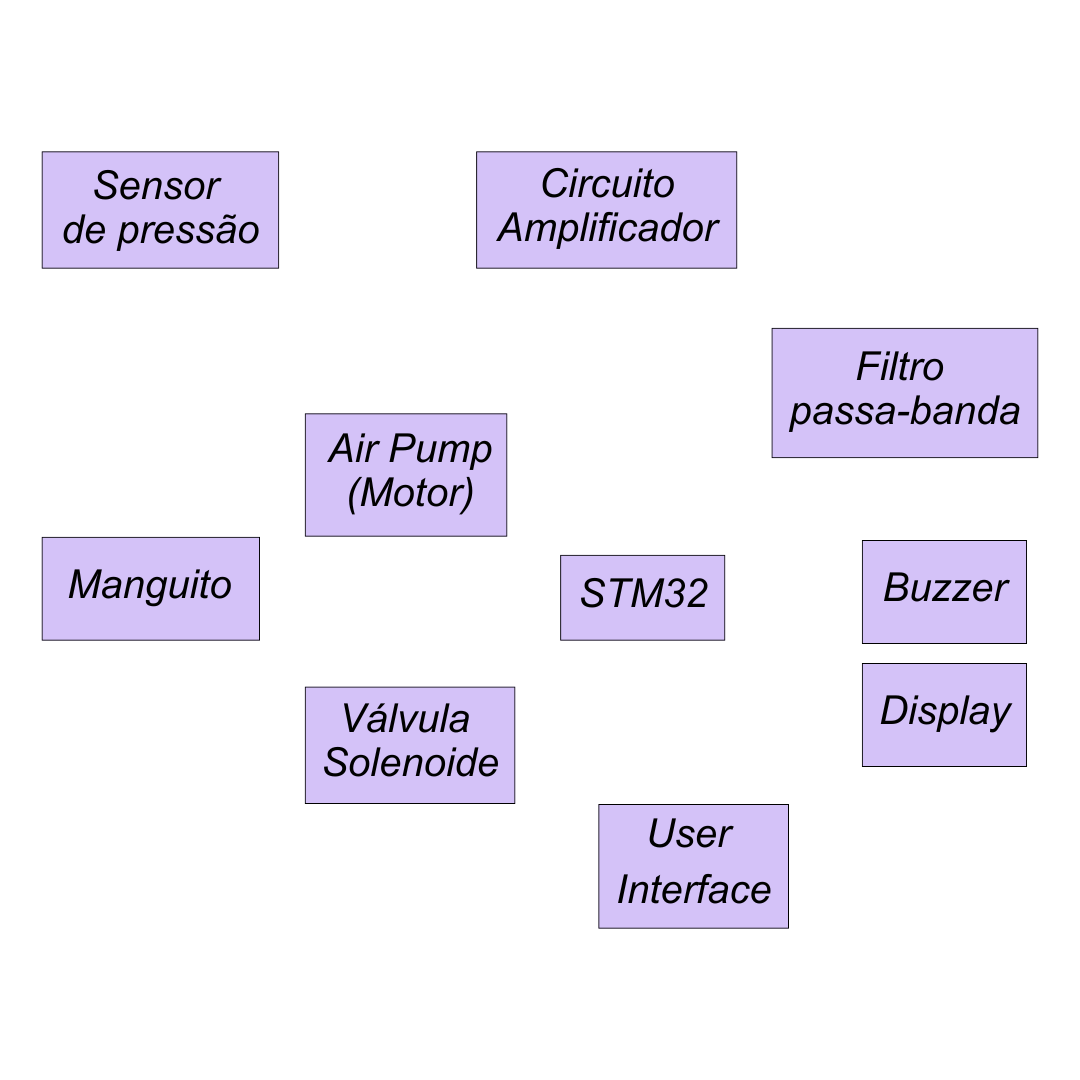 Sensor
de pressão
Circuito
Amplificador
Filtro
passa-banda
Air Pump
(Motor)
Manguito
STM32
Buzzer
Display
Válvula
Solenoide
User
Interface